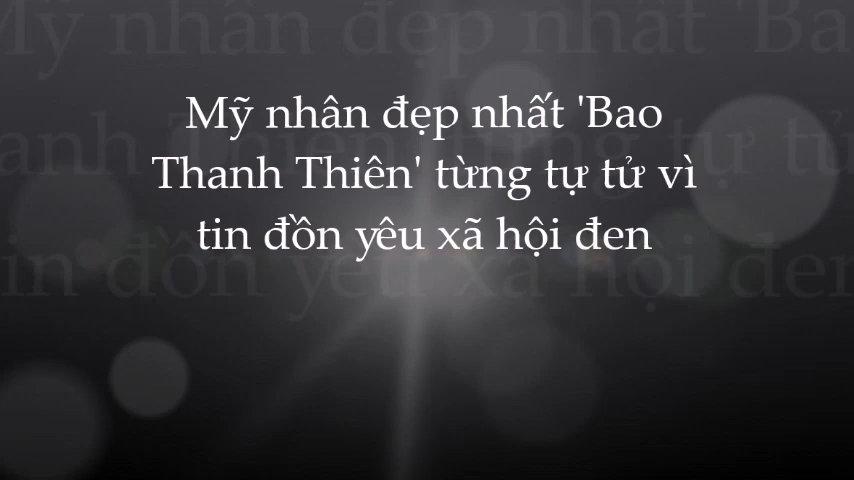 Mỹ nhân đẹp nhất 'Bao
Thanh Thiên' từng tự tử vì
tin đồn yêu xã hội đen